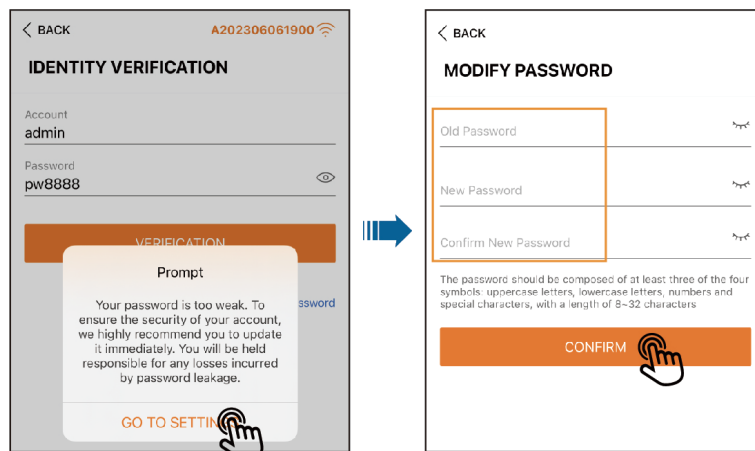 BACK
A202306061900
IDENTITY VERIFICATION
Account
admin
Password
pw8888
VERIFICATION
ssword
Prompt
Your password is too weak. To
ensure the security of your account,
we highly recommend you to update
it immediately. You will be held
responsible for any losses incurred
by password leakage.
GO TO SETTIN
BACK
MODIFY PASSWORD
Old Password
New Password
Confirm New Password
The password should be composed of at least three of the four
symbols: uppercase letters, lowercase letters, numbers and
special characters, with a length of 8~32 characters
CONFIRM